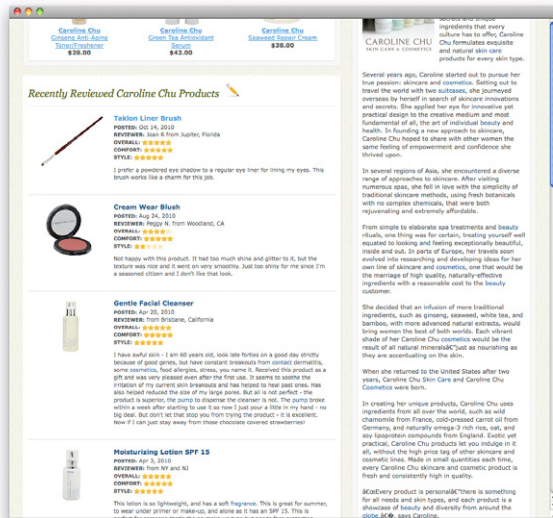 Caroline Chu
Ginseng Anti-Aging
Toner/Freshener
$38.00
Caroline Chu
Green Tea Antioxidant
Serum
$42.00
Caroline Chu
Seaweed Repair Cream
$38.00
Recently Reviewed Caroline Chu Products
Taklon Liner Brush
POSTED: Oct 14, 2010
REVIEWER: Joan R from Jupiter, Florida
OVERALL:
COMFORT:
STYLE:
I prefer a powdered eye shadow to a regular eye liner for lining my eyes. This
brush works like a charm for this job.
Cream Wear Blush
POSTED: Aug 24, 2010
REVIEWER: Peggy N. from Woodland, CA
OVERALL:
COMFORT:
STYLE:
Not happy with this product. It had too much shine and glitter to it, but the
texture was nice and it went on very smoothly. Just too shiny for me since I'm
a seasoned citizen and I don't like that look.
Gentle Facial Cleanser
POSTED: Apr 20, 2010
REVIEWER: from Brisbane, California
OVERALL:
COMFORT:
STYLE:
I have awful skin - I am 60 years old, look late forties on a good day strictly
because of good genes, but have constant breakouts from contact dermatitis,
some cosmetics, food allergies, stress, you name it. Received this product as a
gift and was very pleased even after the first use. It seems to soothe the
irritation of my current skin breakouts and has helped to heal past ones. Has
also helped reduced the size of my large pores. But all is not perfect - the
product is superior, the pump to dispense the cleanser is not. The pump broke
within a week after starting to use it so now I just pour a little in my hand - no
big deal. But don't let that stop you from trying the product - it is excellent.
Now if I can just stay away from those chocolate covered strawberries!
Moisturizing Lotion SPF 15
POSTED: Apr 3, 2010
REVIEWER: from NY and NJ
OVERALL:
COMFORT:
STYLE:
This lotion is so lightweight, and has a soft fragrance. This is great for summer,
to wear under primer or make-up, and alone as it has an SPF 15. This is
CAROLINE CHU
SKIN CARE & COSMETICS
secrets and unique
ingredients that every
culture has to offer, Caroline
Chu formulates exquisite
and natural skin care
products for every skin type.
Several years ago, Caroline started out to pursue her
true passion: skincare and cosmetics. Setting out to
travel the world with two suitcases, she journeyed
overseas by herself in search of skincare innovations
and secrets. She applied her eye for innovative yet
practical design to the creative medium and most
fundamental of all, the art of individual beauty and
health. In founding a new approach to skincare,
Caroline Chu hoped to share with other women the
same feeling of empowerment and confidence she
thrived upon.
In several regions of Asia, she encountered a diverse
range of approaches to skincare. After visiting
numerous spas, she fell in love with the simplicity of
traditional skincare methods, using fresh botanicals
with no complex chemicals, that were both
rejuvenating and extremely affordable.
From simple to elaborate spa treatments and beauty
rituals, one thing was for certain, treating yourself well
equated to looking and feeling exceptionally beautiful,
inside and out. In parts of Europe, her travels soon
evolved into researching and developing ideas for her
own line of skincare and cosmetics, one that would be
the marriage of high quality, naturally-effective
ingredients with a reasonable cost to the beauty
customer.
She decided that an infusion of more traditional
ingredients, such as ginseng, seaweed, white tea, and
bamboo, with more advanced natural extracts, would
bring women the best of both worlds. Each vibrant
shade of her Caroline Chu cosmetics would be the
result of all natural mineralsâ€"just as nourishing as
they are accentuating on the skin.
When she returned to the United States after two
years, Caroline Chu Skin Care and Caroline Chu
Cosmetics were born.
In creating her unique products, Caroline Chu uses
ingredients from all over the world, such as wild
chamomile from France, cold-pressed carrot oil from
Germany, and naturally omega-3 rich rice, oat, and
soy lipoprotein compounds from England. Exotic yet
practical, Caroline Chu products let you indulge in it
all, without the high price tag of other skincare and
cosmetic lines. Made in small quantities each time,
every Caroline Chu skincare and cosmetic product is
fresh and consistently high in quality.
â€œEvery product is personalâ€"there is something
for all needs and skin types, and each product is a
showcase of beauty and diversity from around the
globe,â€� says Caroline.